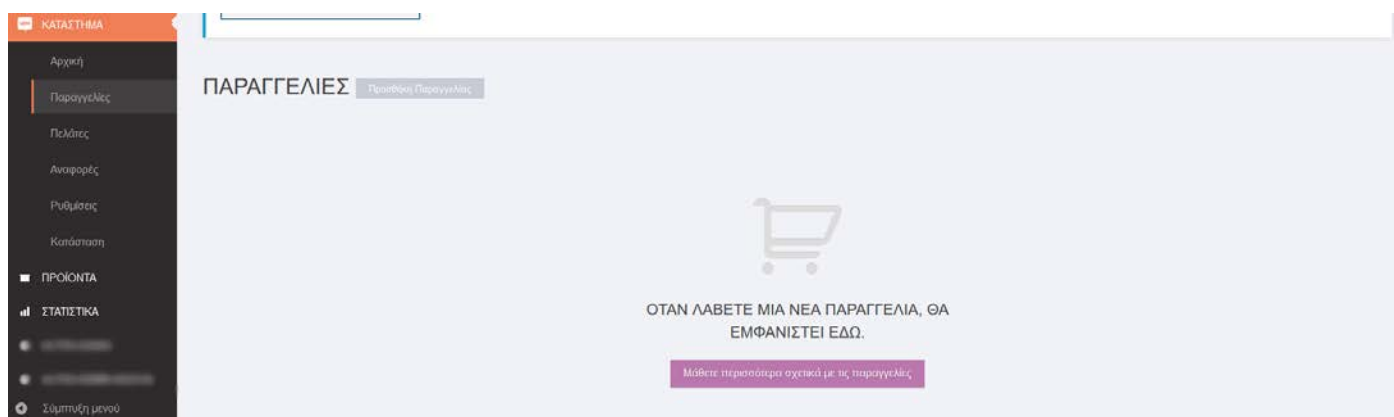 ΚΑΤΑΣΤΗΜΑ
Αρχική
Παραγγελίες
Πελάτες
Αναφορές
Ρυθμίσεις
Κατάσταση
ΠΡΟΪΟΝΤΑ
ΣΤΑΤΙΣΤΙΚΑ
Σύμπτυξη μενού
ΠΑΡΑΓΓΕΛΙΕΣ Προσθήκη Παραγγελίας
ΟΤΑΝ ΛΑΒΕΤΕ ΜΙΑ ΝΕΑ ΠΑΡΑΓΓΕΛΙΑ, ΘΑ
ΕΜΦΑΝΙΣΤΕΙ ΕΔΩ.
Μάθετε περισσότερα σχετικά με τις παραγγελίες